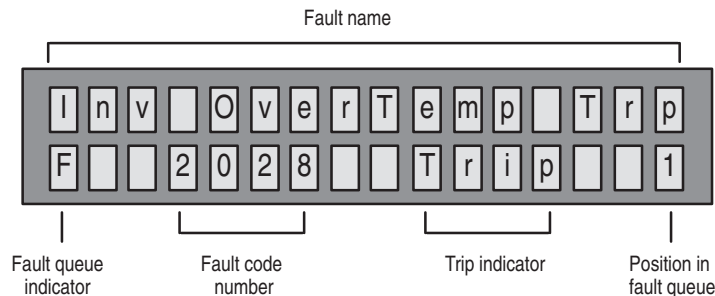 Fault name
Inv OverTemp Trp
F  2028  Trip  1
Fault queue indicator
Fault code number
Trip indicator
Position in fault queue